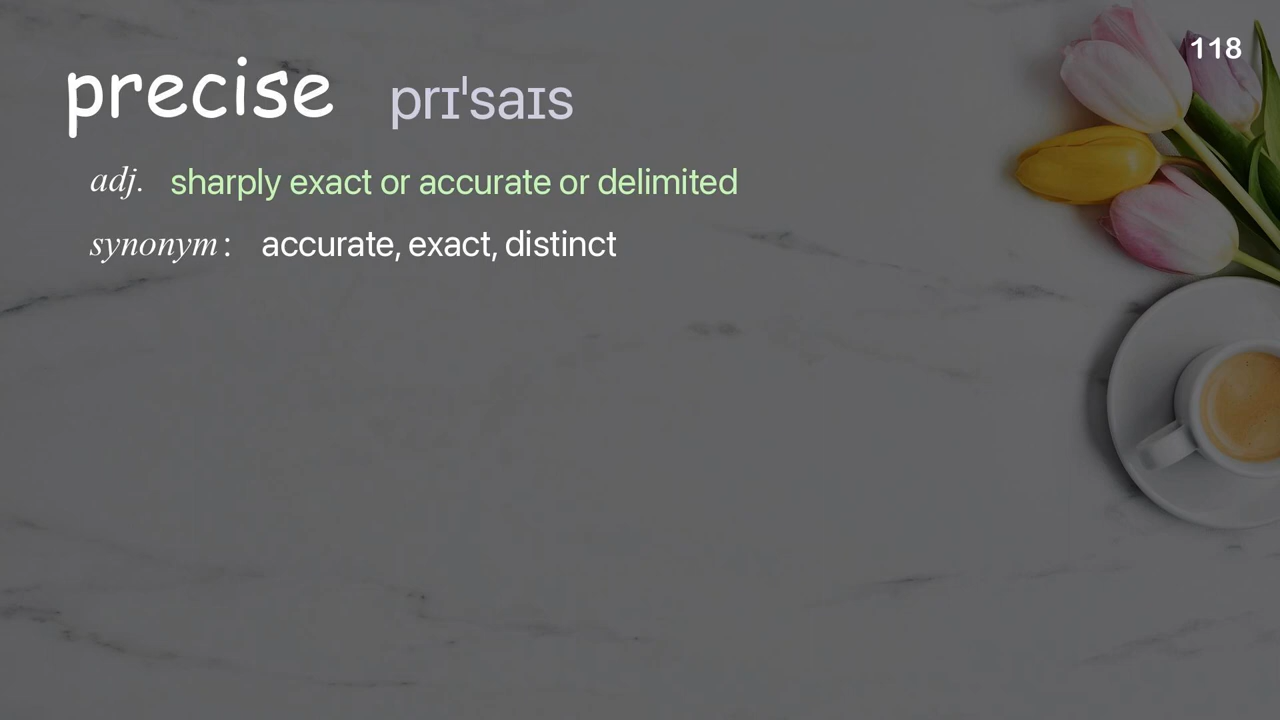 118
precise prɪˈsaɪs
adj. sharply exact or accurate or delimited
synonym: accurate, exact, distinct